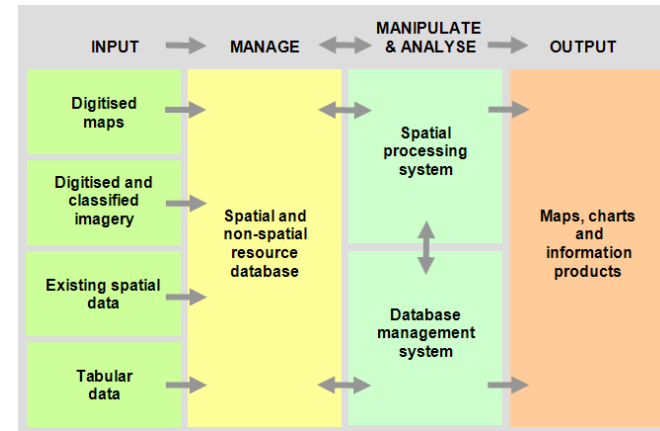 INPUT
MANAGE
MANIPULATE
& ANALYSE
OUTPUT
Digitised
maps
Digitised and
classified
imagery
Existing spatial
data
Tabular
data
Spatial and
non-spatial
resource
database
Spatial
processing
system
Database
management
system
Maps, charts
and
information
products